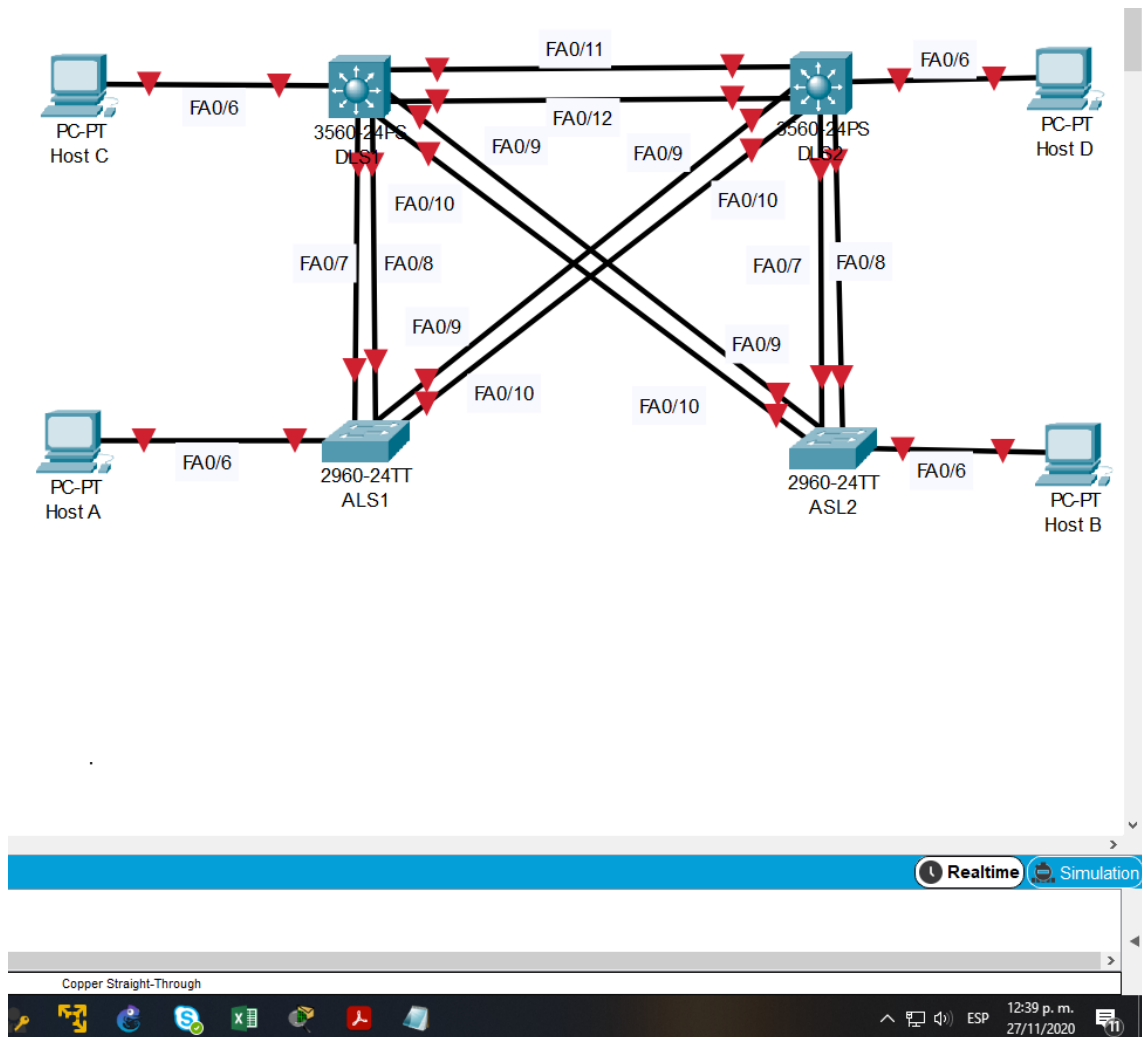 FA0/11
FA0/6
FA0/6
FA0/12
PC-PT
Host C
3560-24PS
DLS1
FA0/9
FA0/9
3560-24PS
DLS2
PC-PT
Host D
FA0/10
FA0/10
FA0/7
FA0/8
FA0/7
FA0/8
FA0/9
FA0/9
FA0/10
FA0/10
FA0/6
FA0/6
PC-PT
Host A
2960-24TT
ALS1
2960-24TT
ASL2
PC-PT
Host B
.
Realtime
Simulation
Copper Straight-Through
ESP
12:39 p. m.
27/11/2020
11